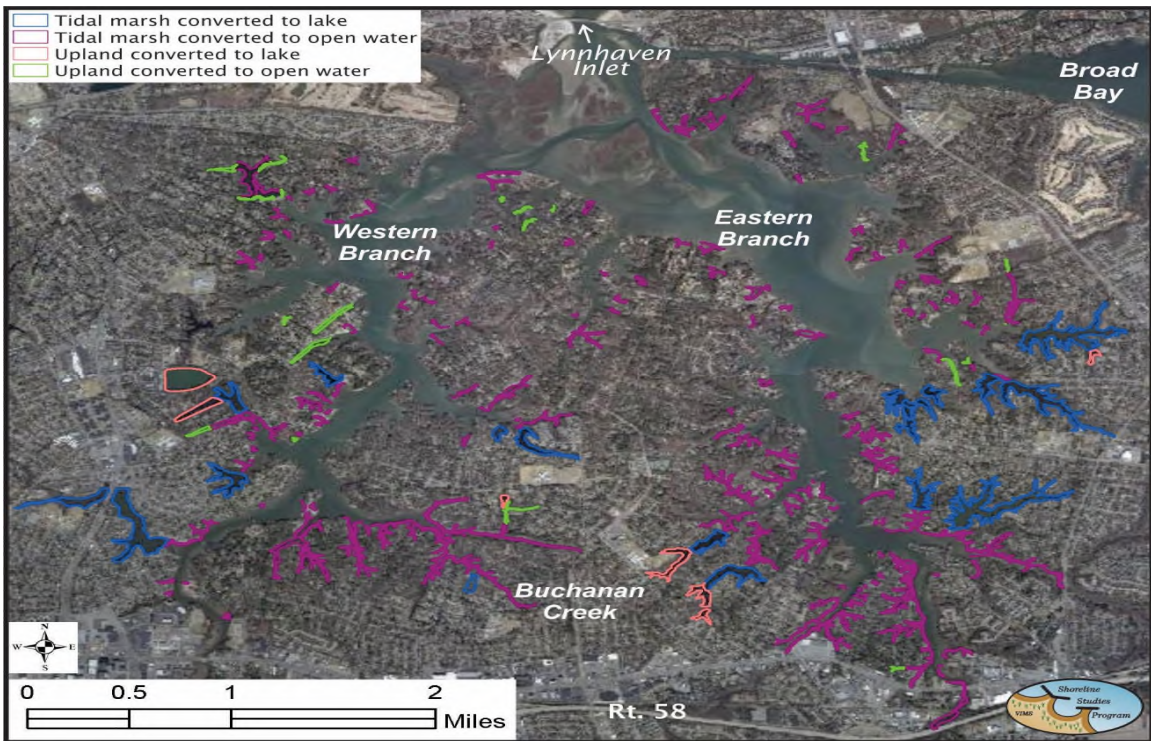 Tidal marsh converted to lake
Tidal marsh converted to open water
Upland converted to lake
Upland converted to open water
Lynnhaven
Inlet
Broad
Bay
Western
Branch
Eastern
Branch
Buchanan
Creek
N
W E
S
0 0.5 1 2
Miles
Rt. 58
Shoreline
Studies
Program
VIMS